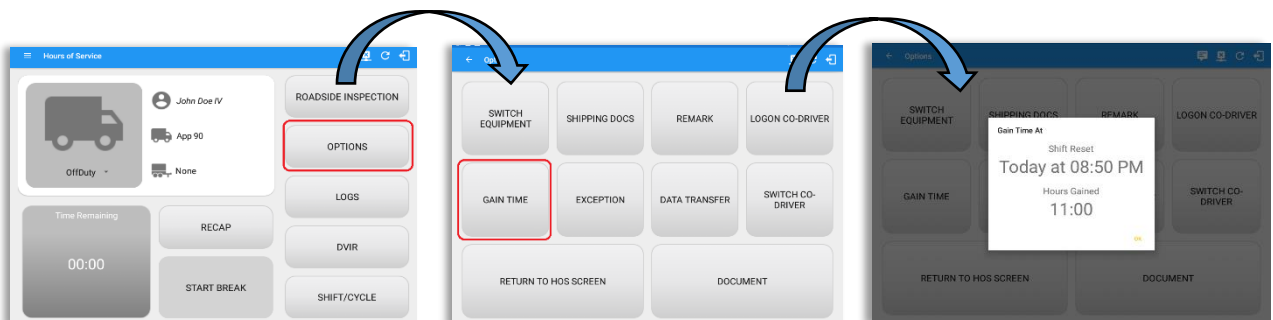 Hours of Service
John Doe IV
App 90
None
OffDuty
Time Remaining
00:00
RECAP
START BREAK
ROADSIDE INSPECTION
OPTIONS
LOGS
DVIR
SHIFT/CYCLE
SWITCH
EQUIPMENT
SHIPPING DOCS
REMARK
LOGON CO-DRIVER
GAIN TIME
EXCEPTION
DATA TRANSFER
SWITCH CO-
DRIVER
RETURN TO HOS SCREEN
DOCUMENT
Options
SWITCH
EQUIPMENT
SHIPPING DOCS
REMARK
LOGON CO-DRIVER
Gain Time At
Shift Reset
Today at 08:50 PM
Hours Gained
11:00
OK
GAIN TIME
SWITCH CO-
DRIVER
RETURN TO HOS SCREEN
DOCUMENT